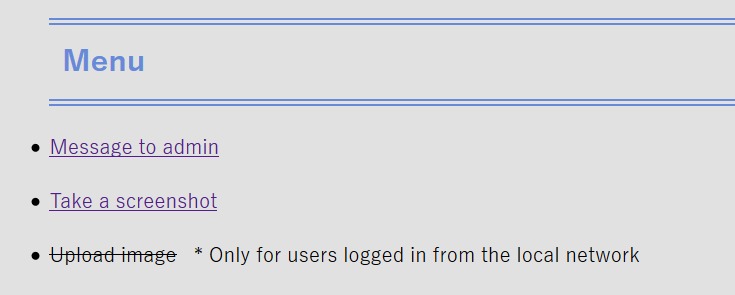 Menu
Message to admin
Take a screenshot
Upload image * Only for users logged in from the local network